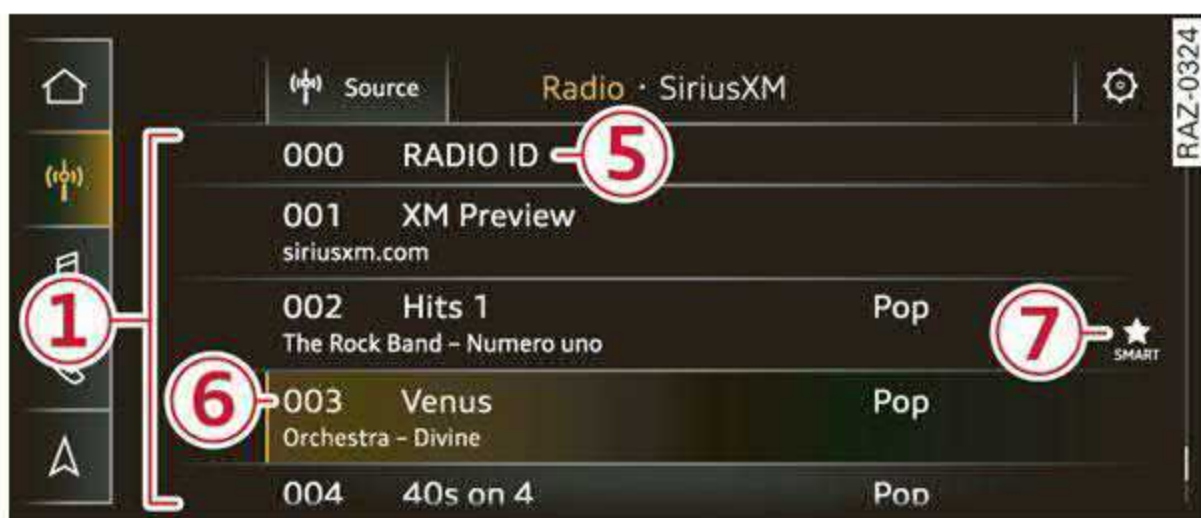 Source
Radio · SiriusXM
RAZ-0324
000 RADIO ID
5
001 XM Preview
siriusxm.com
1
002 Hits 1 Pop
The Rock Band – Numero uno
7
SMART
6
003 Venus Pop
Orchestra – Divine
004 40s on 4 Pop